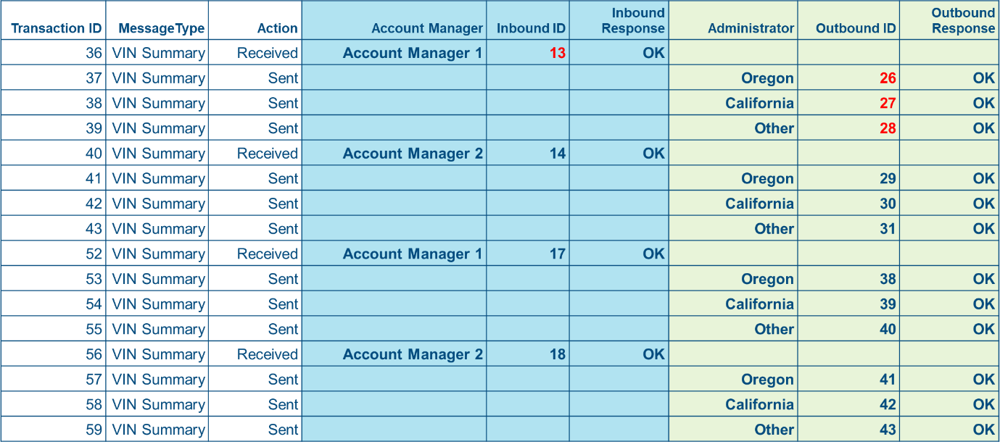 Transaction ID MessageType Action Account Manager Inbound ID Inbound Response Administrator Outbound ID Outbound Response
36 VIN Summary Received Account Manager 1 13 OK
37 VIN Summary Sent Oregon 26 OK
38 VIN Summary Sent California 27 OK
39 VIN Summary Sent Other 28 OK
40 VIN Summary Received Account Manager 2 14 OK
41 VIN Summary Sent Oregon 29 OK
42 VIN Summary Sent California 30 OK
43 VIN Summary Sent Other 31 OK
52 VIN Summary Received Account Manager 1 17 OK
53 VIN Summary Sent Oregon 38 OK
54 VIN Summary Sent California 39 OK
55 VIN Summary Sent Other 40 OK
56 VIN Summary Received Account Manager 2 18 OK
57 VIN Summary Sent Oregon 41 OK
58 VIN Summary Sent California 42 OK
59 VIN Summary Sent Other 43 OK